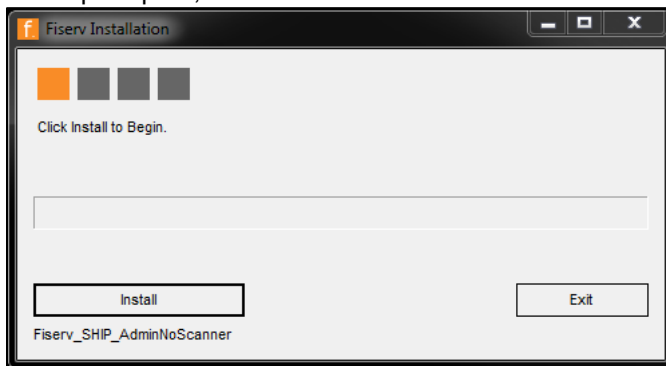 f
Fiserv Installation
Click Install to Begin.
Install
Exit
Fiserv_SHIP_AdminNoScanner